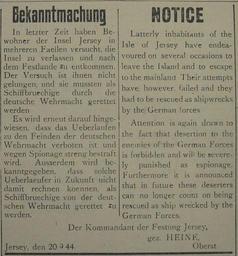 Bekanntmachung
In letzter Zeit haben Be-
wohner der Insel Jersey in
mehreren Faellen versucht, die
Insel zu verlassen und nach
dem Festlande zu entkommen.
Der Versuch ist ihnen nicht
gelungen, und sie mussten als
Schiffbruechige durch die
deutsche Wehrmacht gerettet
werden.
Es wird erneut darauf hinge-
wiesen, dass das Ueberlaufen
zu den Feinden der deutschen
Wehrmacht verboten ist und
wegen Spionage streng bestraft
wird. Ausserdem wird be-
kanntgegeben, dass solche
Ueberlaeufer in Zukunft nicht
damit rechnen koennen, als
Schiffbruechige von der deut-
schen Wehrmacht gerettet zu
werden.
NOTICE
Latterly inhabitants of the
Isle of Jersey have endea-
voured on several occasions to
leave the Island and to escape
to the mainland Their attempts
have however failed and they
had to be rescued as shipwrecks
by the German forces
Attention is again drawn to
the fact that desertion to the
enemies of the German Forces
is forbidden and will be severe-
ly punished as espionage.
Furthermore it is announced
that in future these deserters
can no longer count on being
rescued as ship wrecked by the
German Forces.
Der Kommandant der Festung Jersey,
gez. HEINE,
Jersey, den 20 9 44. Oberst